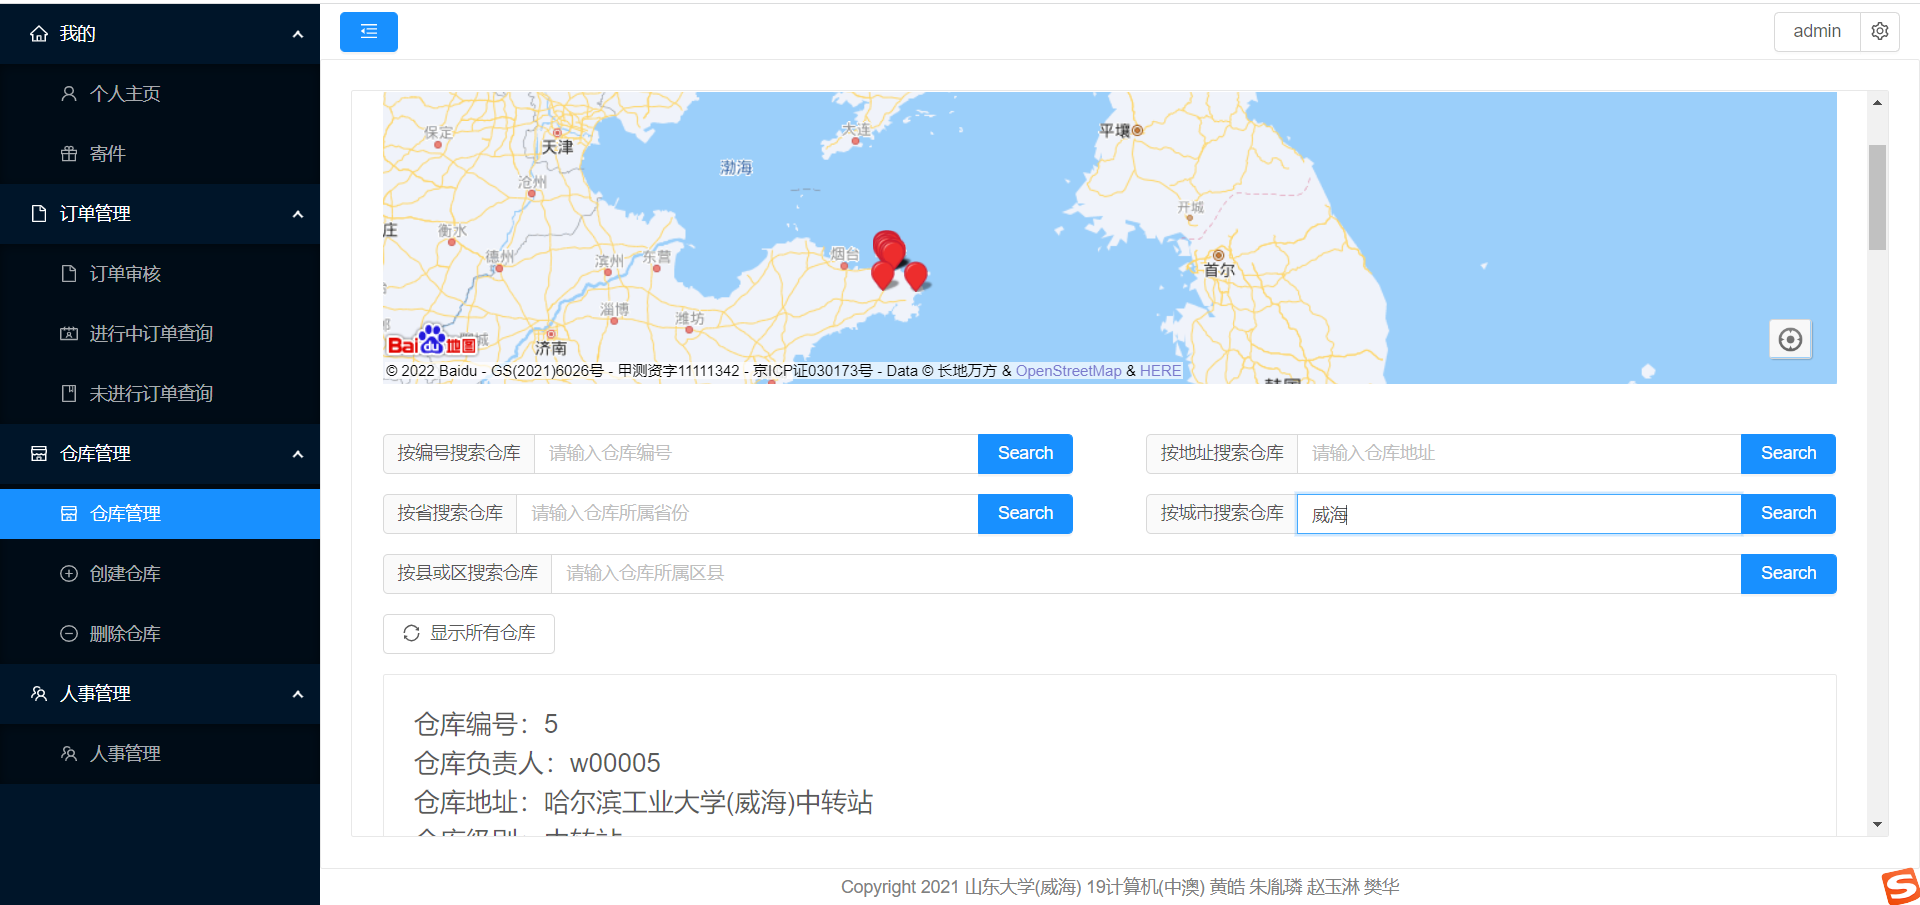 我的
个人主页
寄件
订单管理
订单审核
进行中订单查询
未进行订单查询
仓库管理
仓库管理
创建仓库
删除仓库
人事管理
人事管理
admin
保定
天津
大连
渤海
平壤
沧州
开城
庄
衡水
德州
滨州
东营
烟台
首尔
淄博
潍坊
济南
Bai du 地图
© 2022 Baidu - GS(2021)6026号 - 甲测资字11111342 - 京ICP证030173号 - Data © 长地万方 & OpenStreetMap & HERE
按编号搜索仓库 请输入仓库编号 Search
按地址搜索仓库 请输入仓库地址 Search
按省搜索仓库 请输入仓库所属省份 Search
按城市搜索仓库 威海 Search
按县或区搜索仓库 请输入仓库所属区县 Search
显示所有仓库
仓库编号：5
仓库负责人：w00005
仓库地址：哈尔滨工业大学(威海)中转站
仓库级别：中转站
Copyright 2021 山东大学(威海) 19计算机(中澳) 黄皓 朱胤璘 赵玉淋 樊华